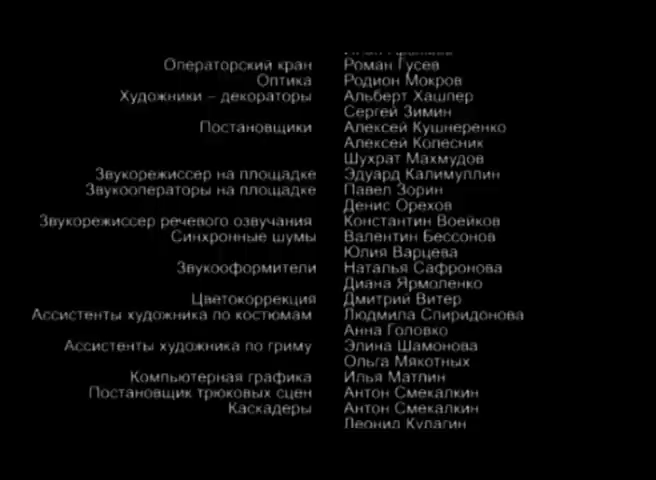 Операторский кран Роман Гусев
Оптика Родион Мокров
Художники – декораторы Альберт Хашпер
Сергей Зимин
Постановщики Алексей Кушнеренко
Алексей Колесник
Шухрат Махмудов
Звукорежиссер на площадке Эдуард Калимуллин
Звукооператоры на площадке Павел Зорин
Денис Орехов
Звукорежиссер речевого озвучания Константин Воейков
Синхронные шумы Валентин Бессонов
Юлия Варцева
Звукооформители Наталья Сафронова
Диана Ярмоленко
Цветокоррекция Дмитрий Витер
Ассистенты художника по костюмам Людмила Спиридонова
Анна Головко
Ассистенты художника по гриму Элина Шамонова
Ольга Мякотных
Компьютерная графика Илья Матлин
Постановщик трюковых сцен Антон Смекалкин
Каскадеры Антон Смекалкин
Леонид Кулагин